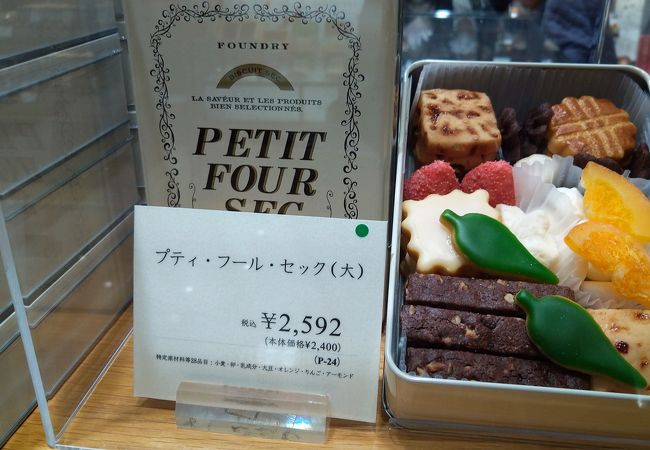 FOUNDRY
BISCUIT SEC
LA SAVEUR ET LES PRODUITS
BIEN SELECTIONNÉS.
PETIT
FOUR
SEC
プティ・フール・セック(大)
税込 ¥2,592
(本体価格¥2,400)
(P-24)
特定原材料等28品目：小麦・卵・乳成分・大豆・オレンジ・りんご・アーモンド